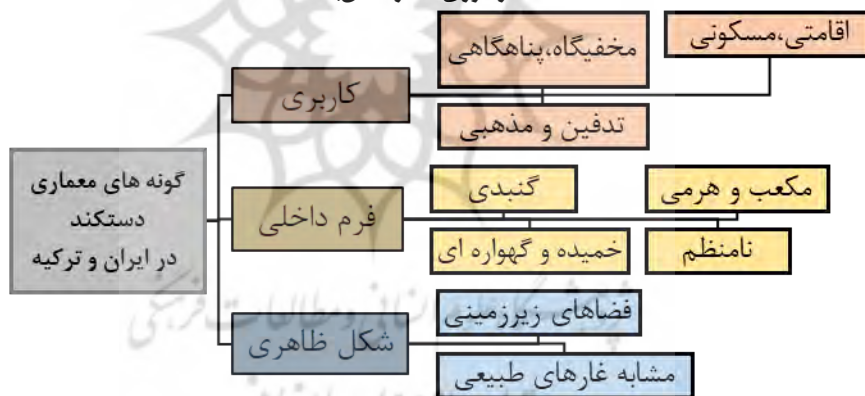 گونه های معماری
دستکند
در ایران و ترکیه
کاربری
مخفیگاه،پناهگاهی
اقامتی،مسکونی
تدفین و مذهبی
فرم داخلی
گنبدی
مکعب و هرمی
خمیده و گهواره ای
نامنظم
شکل ظاهری
فضاهای زیرزمینی
مشابه غارهای طبیعی